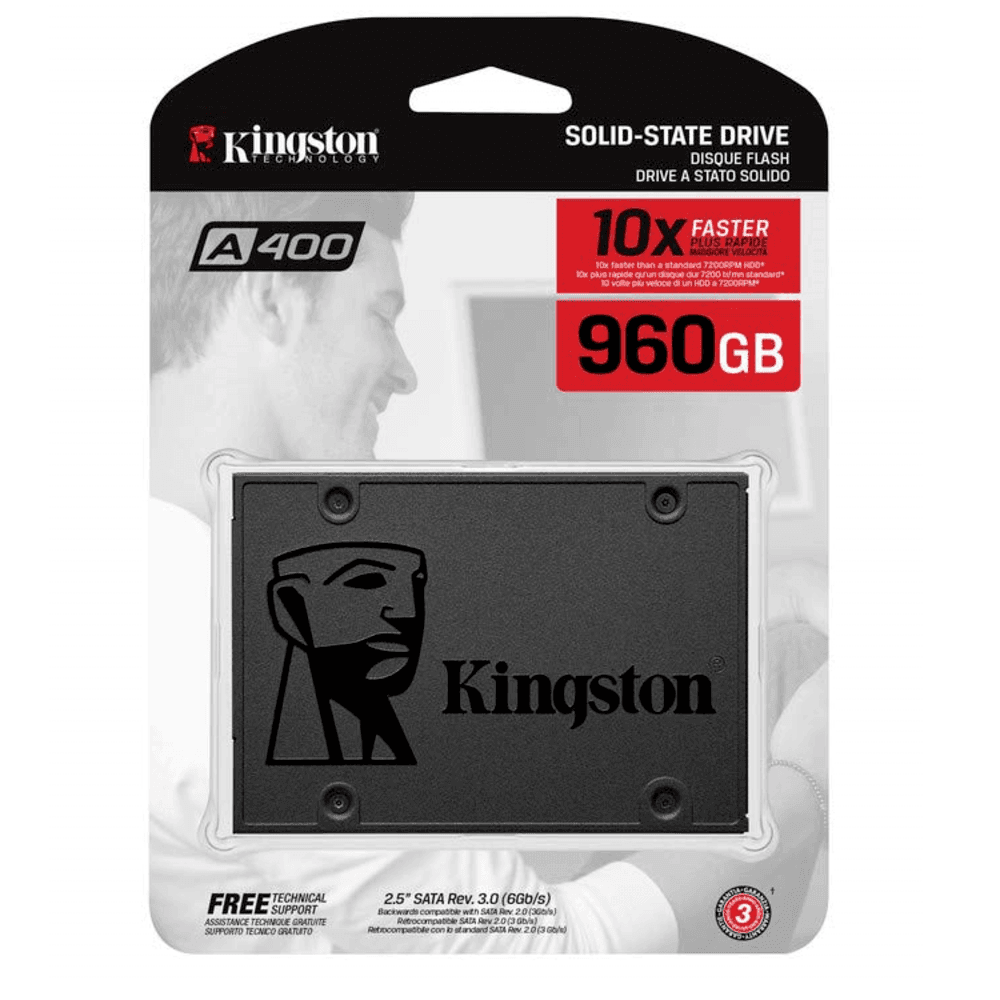 Kingston®
TECHNOLOGY
SOLID-STATE DRIVE
DISQUE FLASH
DRIVE A STATO SOLIDO
A400
10x FASTER
PLUS RAPIDE
MAGGIORE VELOCITÀ
10x faster than a standard 7200RPM HDD*
10x plus rapide qu'un disque dur 7200 tr/mn standard*
10 volte più veloce di un HDD a 7200RPM*
960GB
Kingston®
FREE TECHNICAL SUPPORT
ASSISTANCE TECHNIQUE GRATUITE
SUPPORTO TECNICO GRATUITO
2.5" SATA Rev. 3.0 (6Gb/s)
Backwards compatible with SATA Rev. 2.0 (3Gb/s)
Rétrocompatible SATA Rev. 2.0 (3 Gb/s)
Retrocompatibile con lo standard SATA Rev. 2.0 (3 Gb/s)
3
†